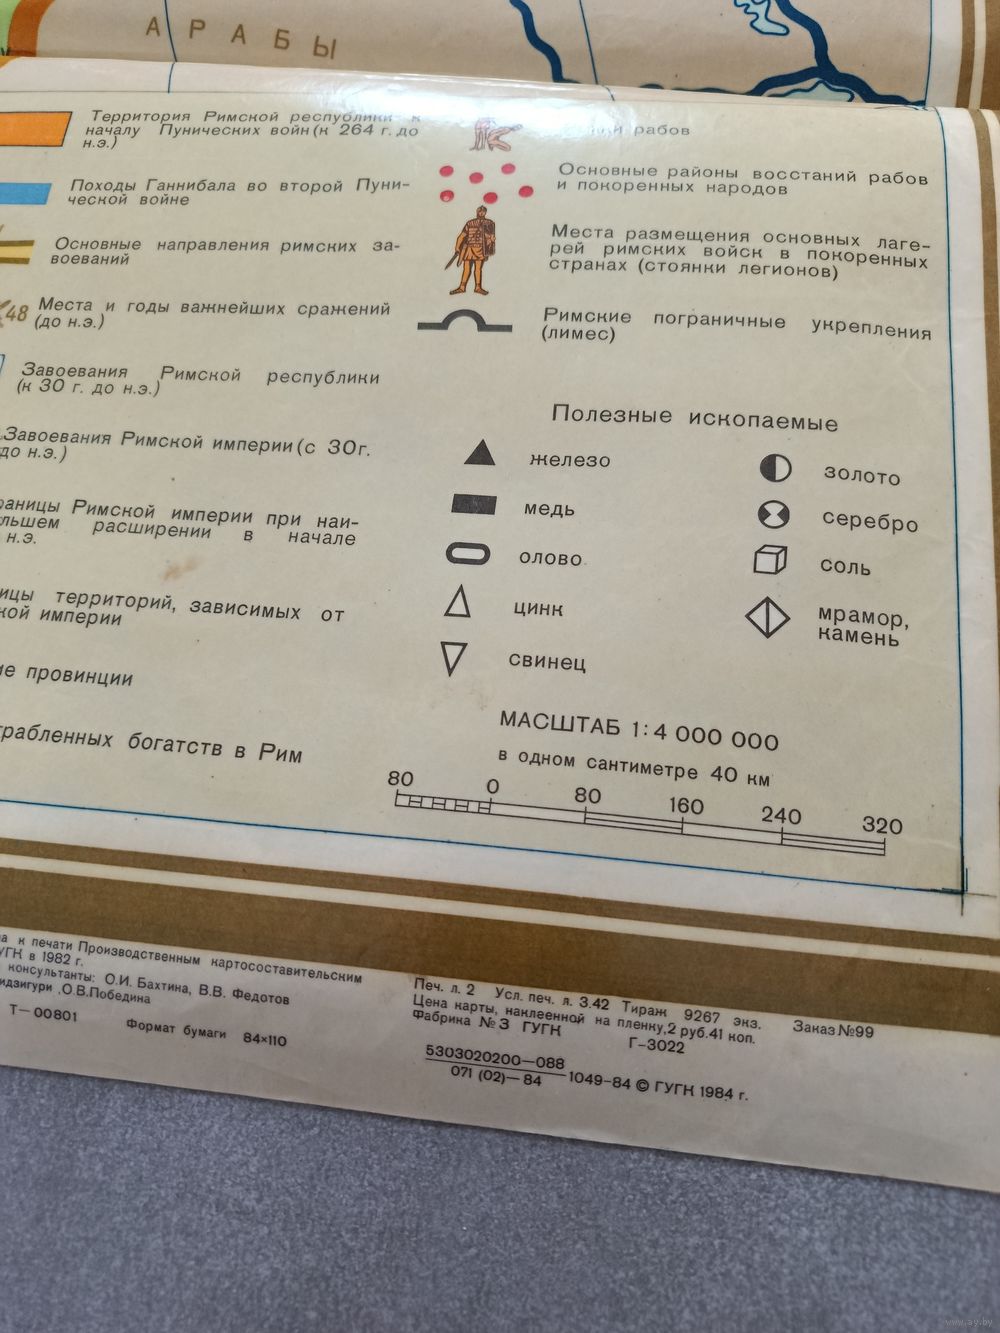 АРАБЫ
Территория Римской республики к
началу Пунических войн (к 264 г. до
н.э.)
Походы Ганнибала во второй Пуни-
ческой войне
Основные направления римских за-
воеваний
48 Места и годы важнейших сражений
(до н.э.)
Завоевания Римской республики
(к 30 г. до н.э.)
Завоевания Римской империи (с 30г.
до н.э.)
Римской империи при наи-
расширении в начале
н.э.
территорий, зависимых от
империи
провинции
богатств в Рим
рабов
Основные районы восстаний рабов
и покоренных народов
Места размещения основных лаге-
рей римских войск в покоренных
странах (стоянки легионов)
Римские пограничные укрепления
(лимес)
Полезные ископаемые
железо
медь
олово
цинк
свинец
золото
серебро
соль
мрамор,
камень
МАСШТАБ 1:4 000 000
в одном сантиметре 40 км
80 0 80 160 240 320
к печати Производственным картосоставительским
ГУГК в 1982 г.
консультанты: О.И. Бахтина, В.В. Федотов
О.В.Победина
Т—00801 Формат бумаги 84×110
Печ. л. 2 Усл. печ. л. 3.42 Тираж 9267 экз. Заказ №99
Цена карты, наклеенной на пленку,2 руб.41 коп.
Фабрика №3 ГУГК Г-3022
5303020200—088
071 (02)—84
1049-84 © ГУГК 1984 г.
www.ay.by